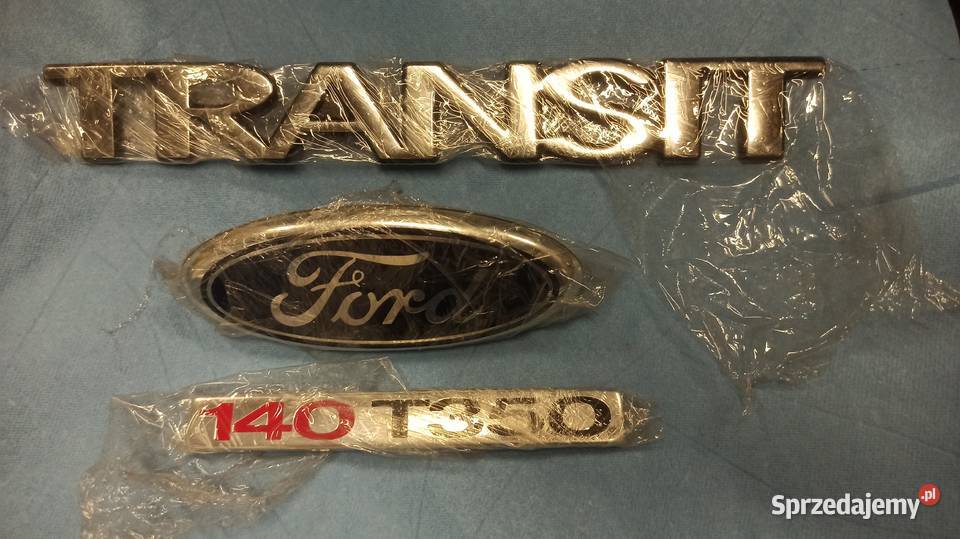 TRANSIT
Ford
140 T350
Sprzedajemy.pl